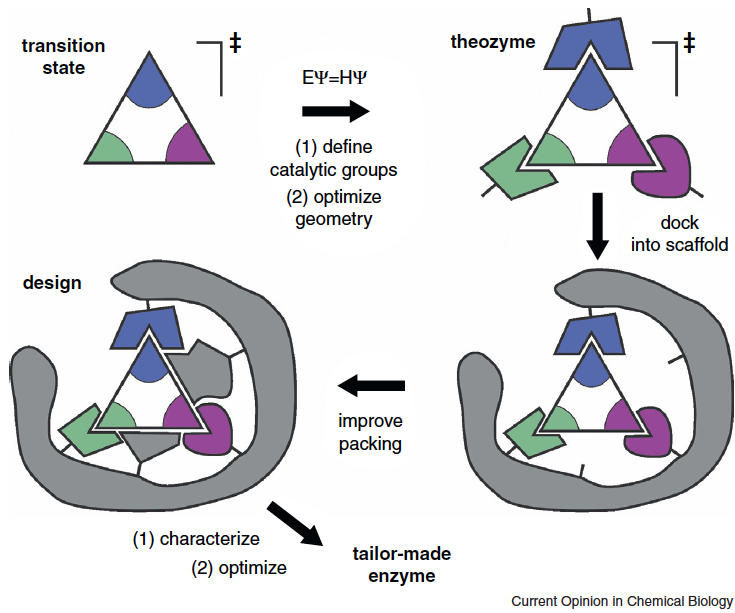 transition
state
‡
EΨ=HΨ
(1) define
catalytic groups
(2) optimize
geometry
theozyme
‡
dock
into scaffold
design
improve
packing
(1) characterize
(2) optimize
tailor-made
enzyme
Current Opinion in Chemical Biology